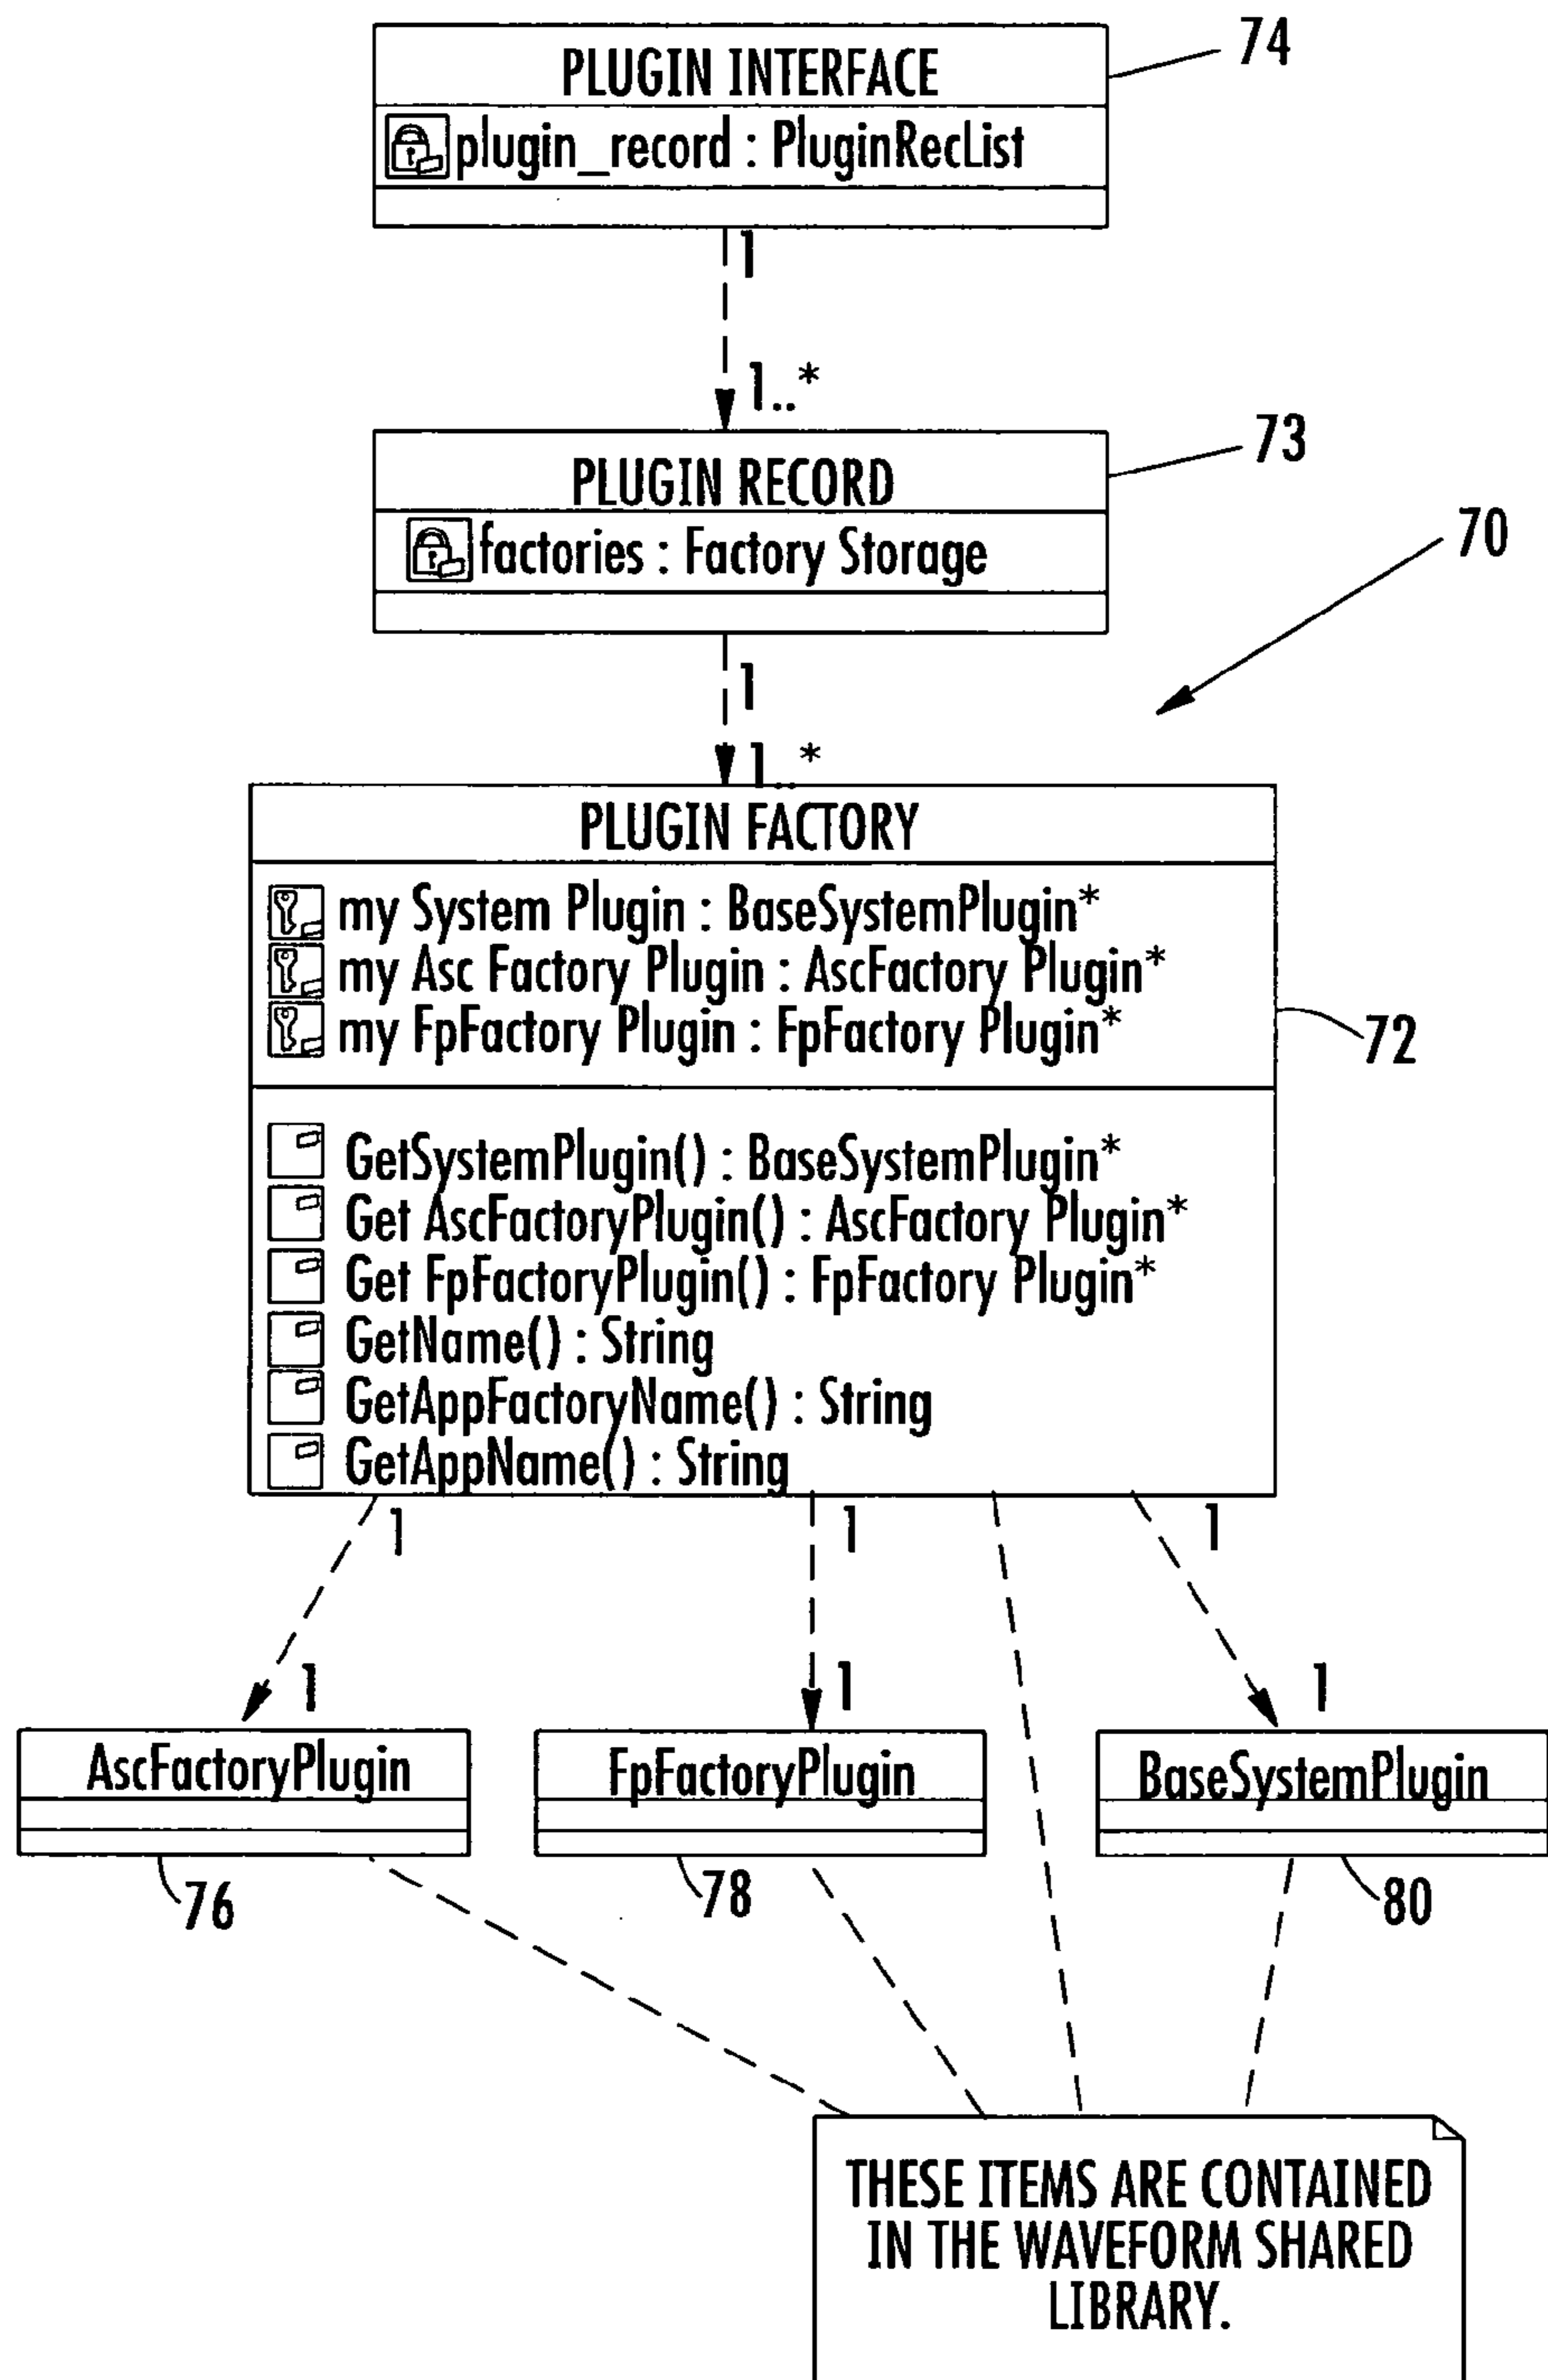 74
PLUGIN INTERFACE
plugin_record : PluginRecList
1
1..*
73
PLUGIN RECORD
factories : Factory Storage
70
1
1..*
PLUGIN FACTORY
my System Plugin : BaseSystemPlugin*
my Asc Factory Plugin : AscFactory Plugin*
my FpFactory Plugin : FpFactory Plugin*
72
GetSystemPlugin() : BaseSystemPlugin*
Get AscFactoryPlugin() : AscFactory Plugin*
Get FpFactoryPlugin() : FpFactory Plugin*
GetName() : String
GetAppFactoryName() : String
GetAppName() : String
1 1 1
1 1 1
AscFactoryPlugin FpFactoryPlugin BaseSystemPlugin
76 78 80
THESE ITEMS ARE CONTAINED
IN THE WAVEFORM SHARED
LIBRARY.